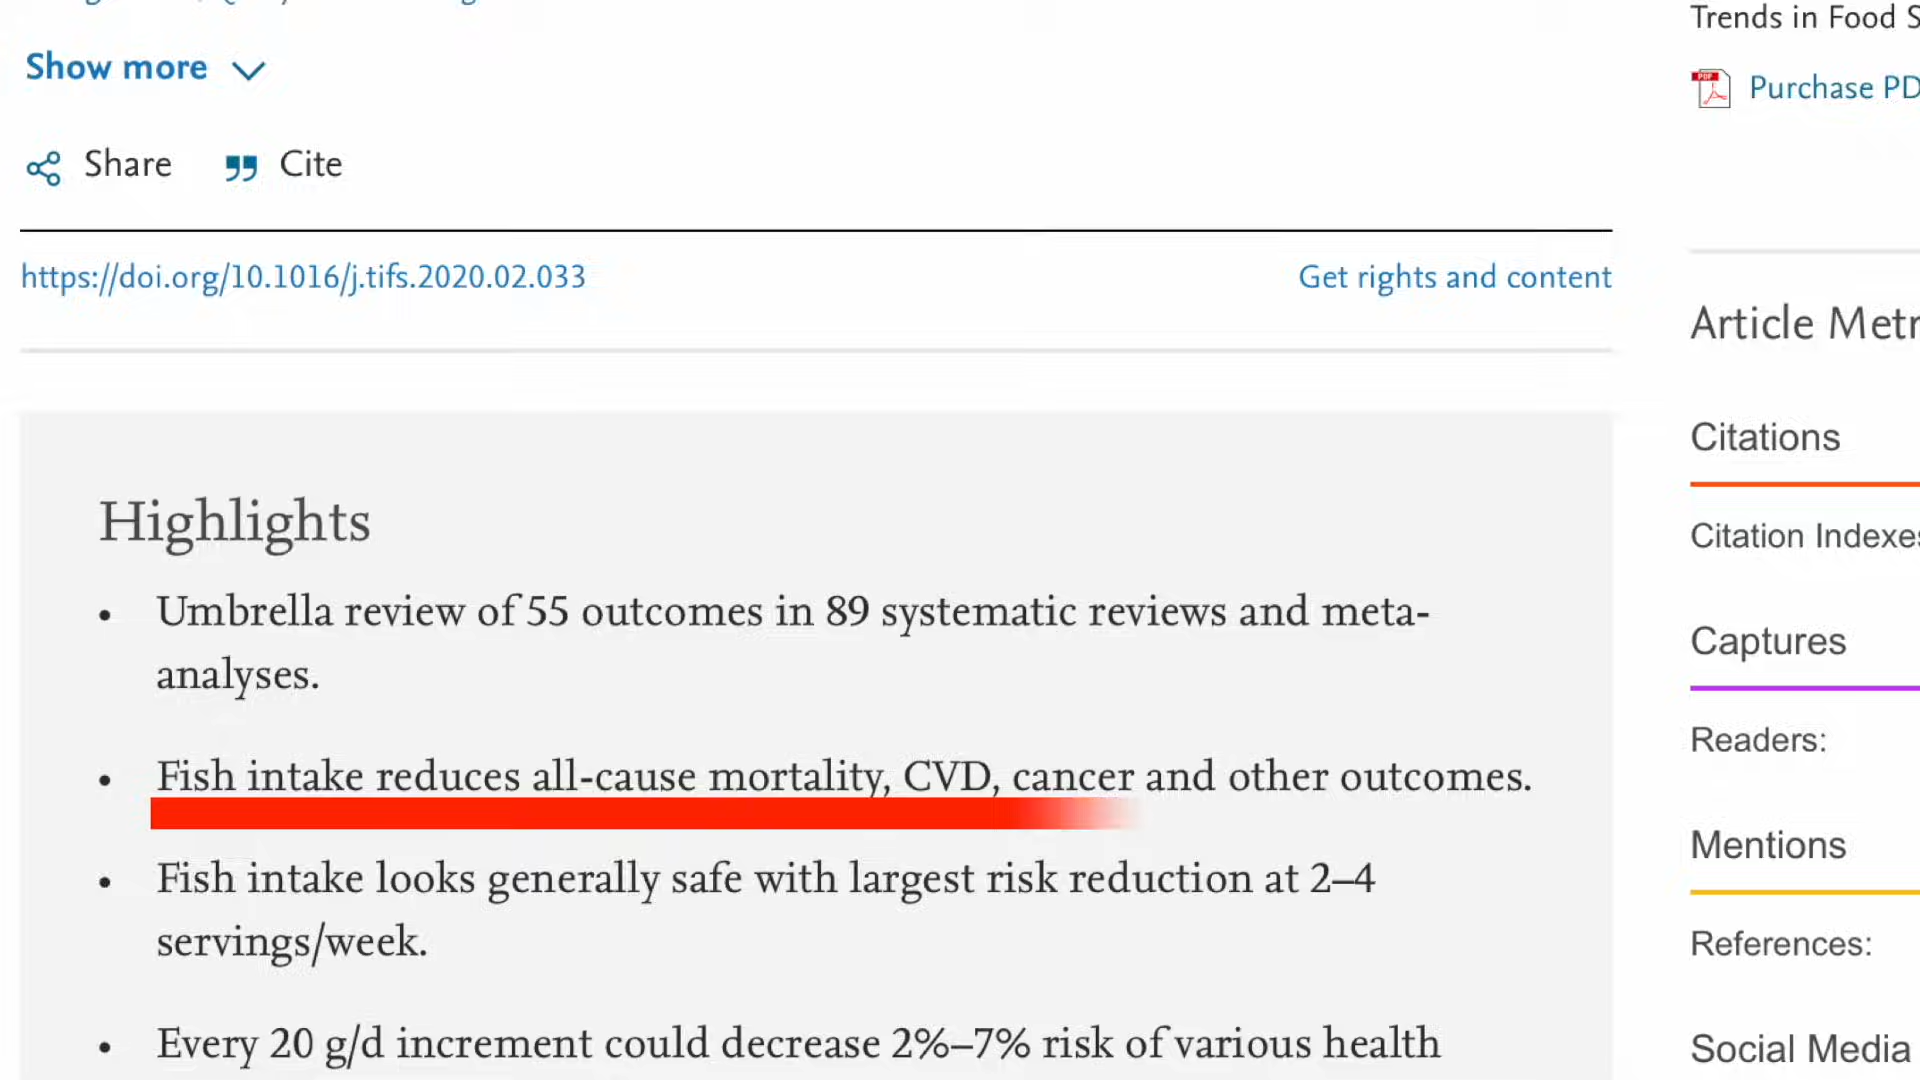 Show more
Share
Cite
https://doi.org/10.1016/j.tifs.2020.02.033
Get rights and content
Highlights
• Umbrella review of 55 outcomes in 89 systematic reviews and meta-
analyses.
• Fish intake reduces all-cause mortality, CVD, cancer and other outcomes.
• Fish intake looks generally safe with largest risk reduction at 2–4
servings/week.
• Every 20 g/d increment could decrease 2%–7% risk of various health
Trends in Food S
PDF
Purchase PD
Article Metr
Citations
Citation Indexes
Captures
Readers:
Mentions
References:
Social Media